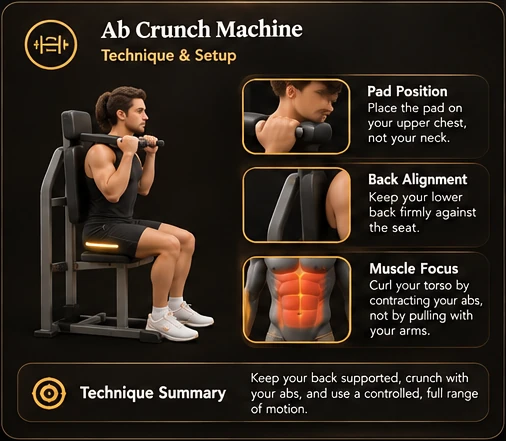 Ab Crunch Machine
Technique & Setup
Pad Position
Place the pad on
your upper chest,
not your neck.
Back Alignment
Keep your lower
back firmly against
the seat.
Muscle Focus
Curl your torso by
contracting your abs,
not by pulling with
your arms.
Technique Summary
Keep your back supported, crunch with
your abs, and use a controlled, full range
of motion.